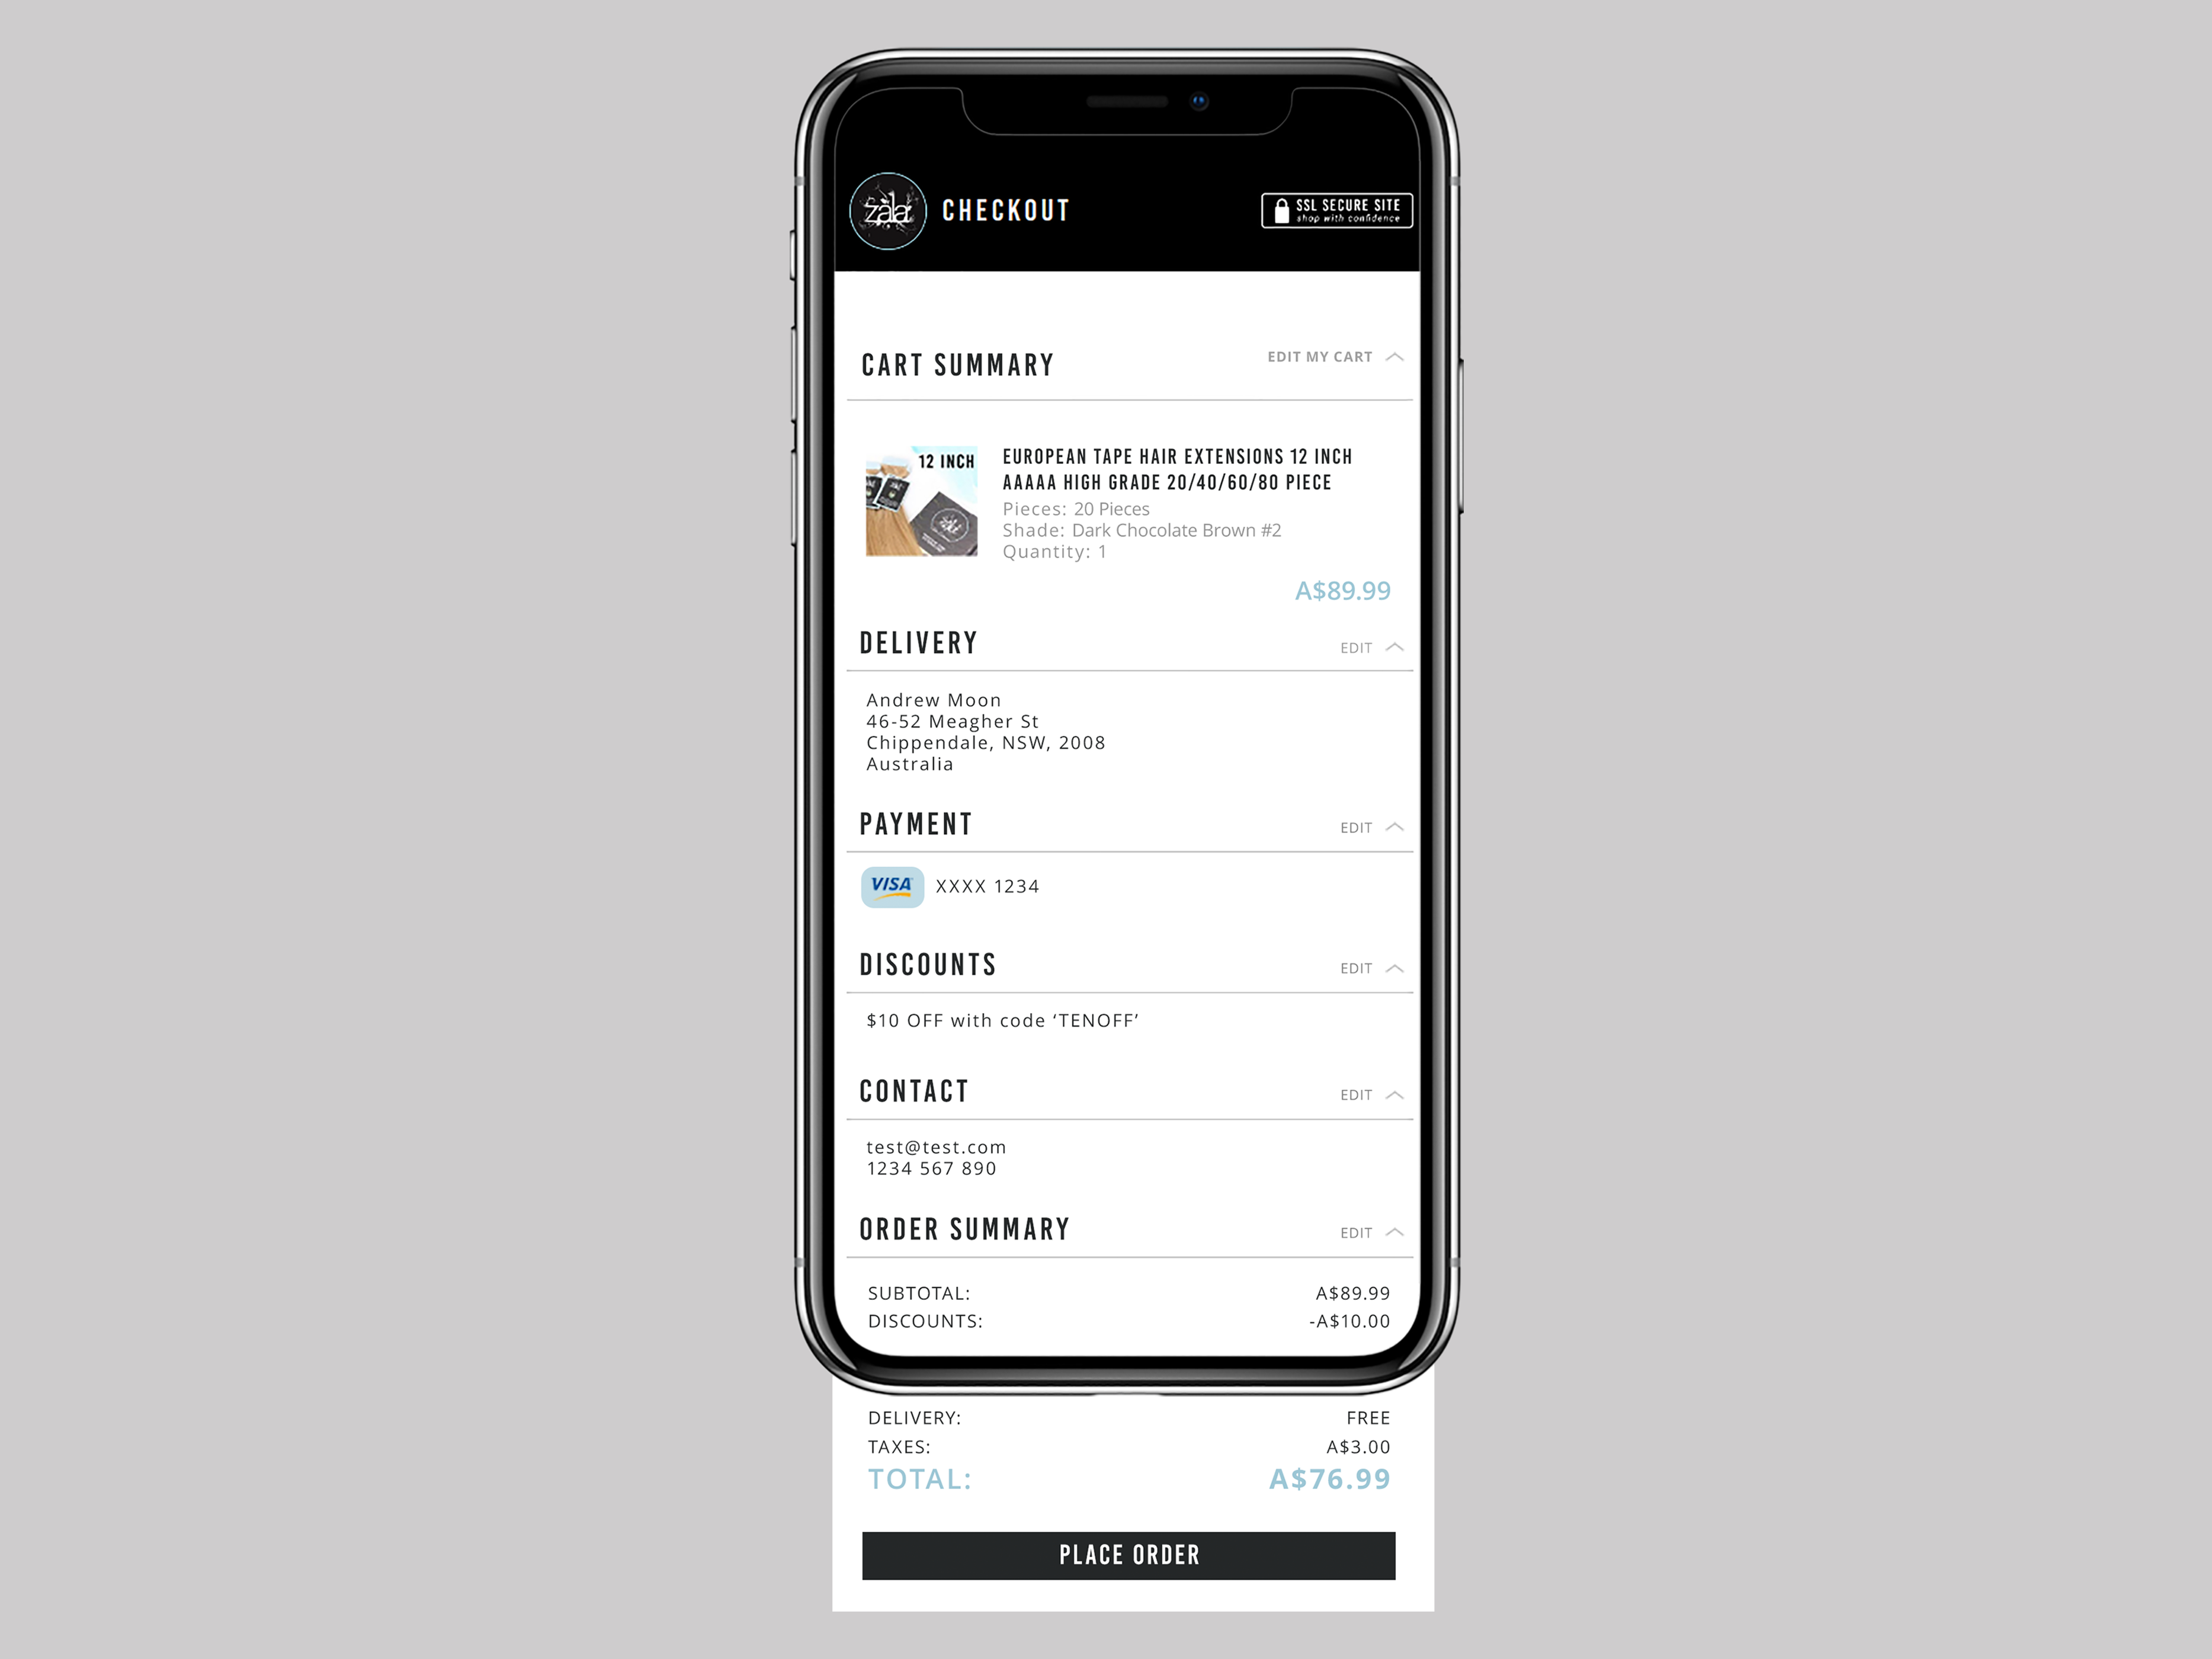 zala
CHECKOUT
SSL SECURE SITE
shop with confidence
CART SUMMARY
EDIT MY CART
12 INCH
EUROPEAN TAPE HAIR EXTENSIONS 12 INCH
AAAAA HIGH GRADE 20/40/60/80 PIECE
Pieces: 20 Pieces
Shade: Dark Chocolate Brown #2
Quantity: 1
A$89.99
DELIVERY
EDIT
Andrew Moon
46-52 Meagher St
Chippendale, NSW, 2008
Australia
PAYMENT
EDIT
VISA
XXXX 1234
DISCOUNTS
EDIT
$10 OFF with code ‘TENOFF’
CONTACT
EDIT
test@test.com
1234 567 890
ORDER SUMMARY
EDIT
SUBTOTAL: A$89.99
DISCOUNTS: -A$10.00
DELIVERY: FREE
TAXES: A$3.00
TOTAL: A$76.99
PLACE ORDER